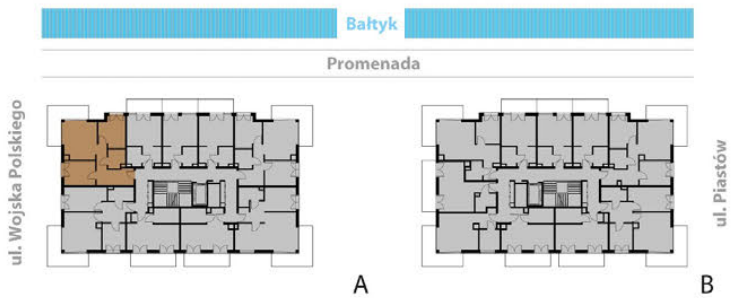 Bałtyk
Promenada
ul. Wojska Polskiego
ul. Piastów
A
B